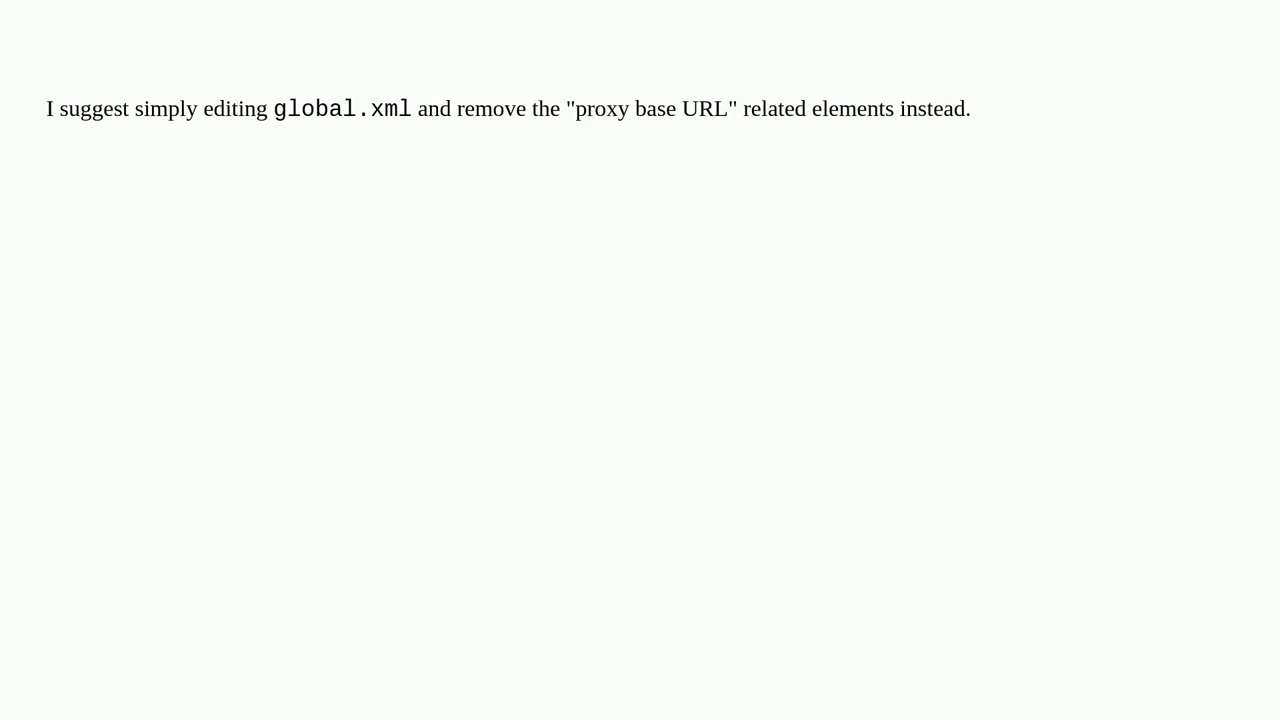 I suggest simply editing global.xml and remove the "proxy base URL" related elements instead.